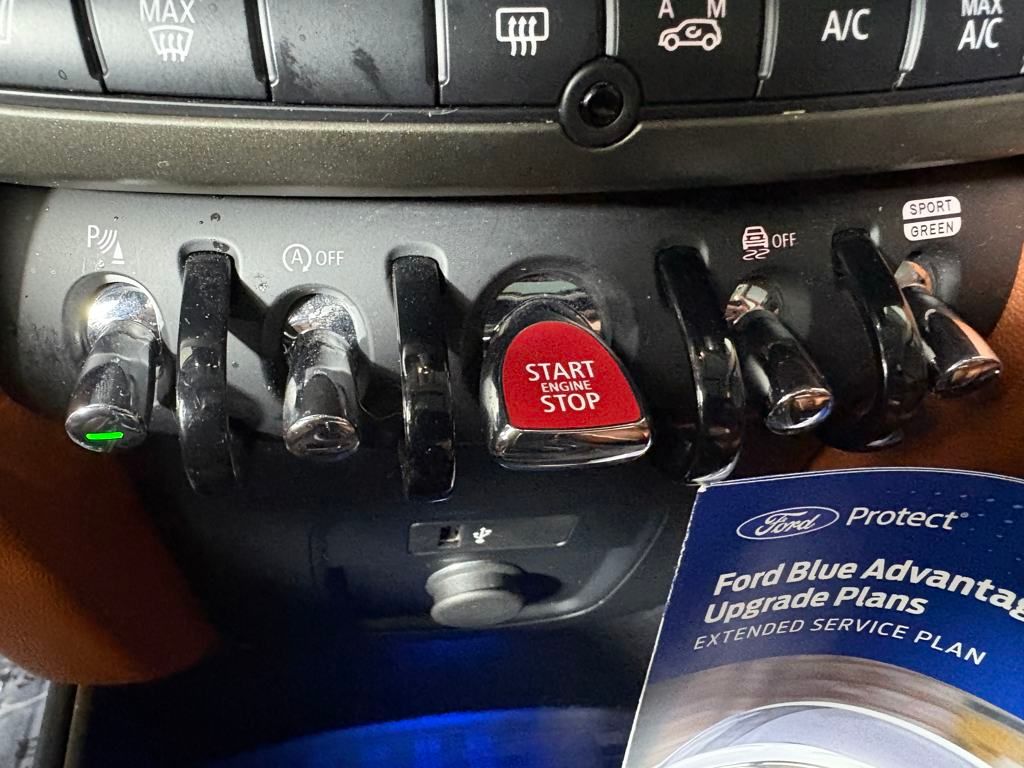 MAX
A M
A/C
MAX
A/C
P
A OFF
OFF
SPORT
GREEN
START
ENGINE
STOP
Ford Protect®
Ford Blue Advantag
Upgrade Plans
EXTENDED SERVICE PLAN